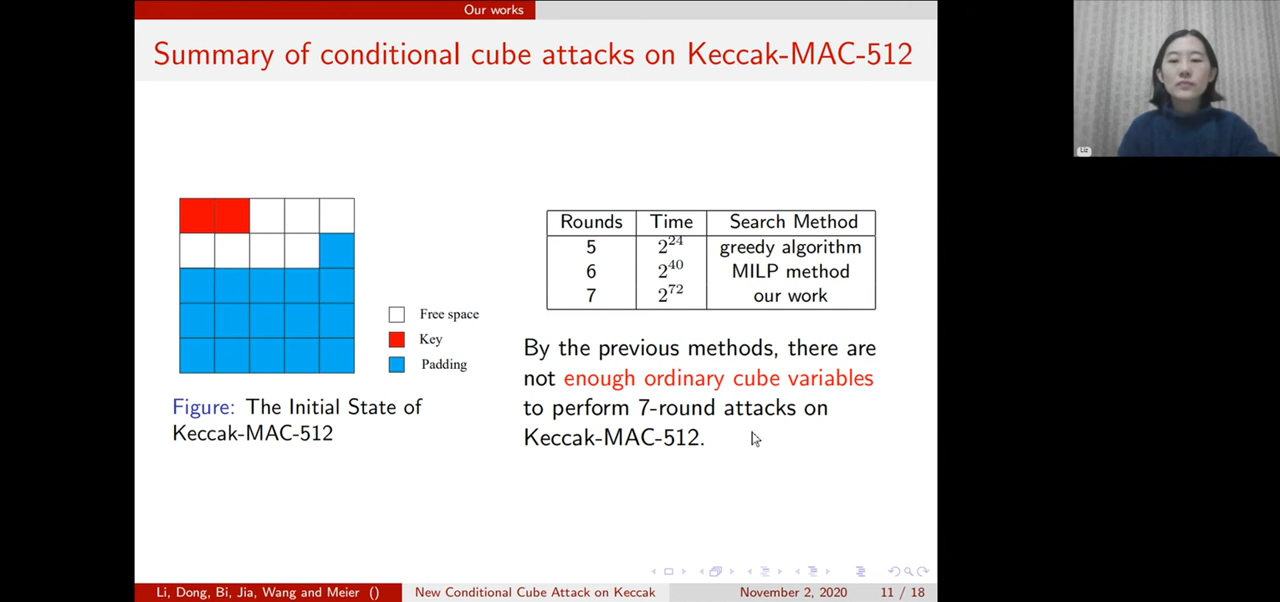 Our works
Summary of conditional cube attacks on Keccak-MAC-512
Free space
Key
Padding
Figure: The Initial State of
Keccak-MAC-512
Rounds Time Search Method
5 2^24 greedy algorithm
6 2^40 MILP method
7 2^72 our work
By the previous methods, there are
not enough ordinary cube variables
to perform 7-round attacks on
Keccak-MAC-512.
Li, Dong, Bi, Jia, Wang and Meier () New Conditional Cube Attack on Keccak November 2, 2020 11 / 18
Liz